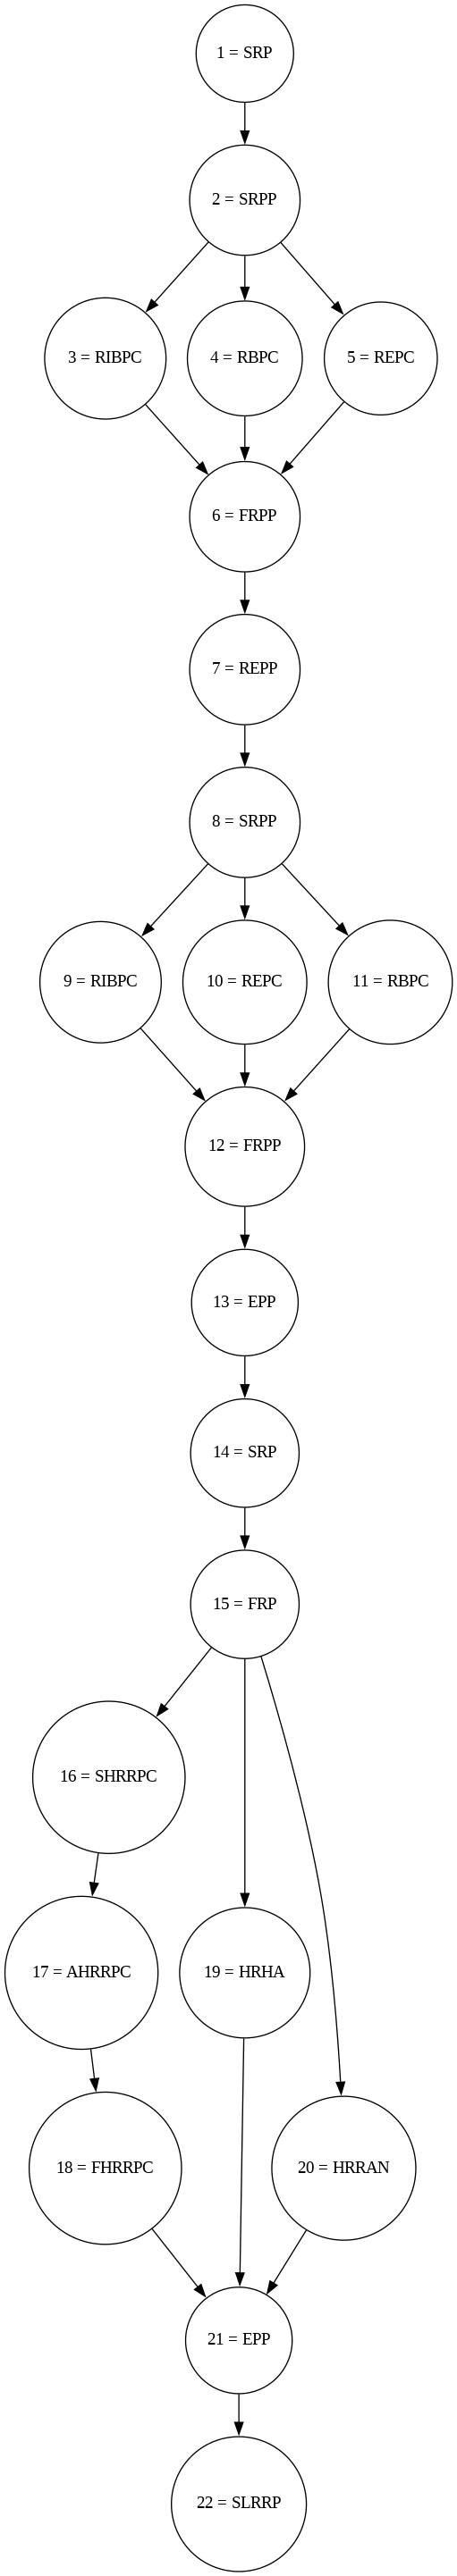 1 = SRP
2 = SRPP
3 = RIBPC
4 = RBPC
5 = REPC
6 = FRPP
7 = REPP
8 = SRPP
9 = RIBPC
10 = REPC
11 = RBPC
12 = FRPP
13 = EPP
14 = SRP
15 = FRP
16 = SHRRPC
17 = AHRRPC
19 = HRHA
18 = FHRRPC
20 = HRRAN
21 = EPP
22 = SLRRP